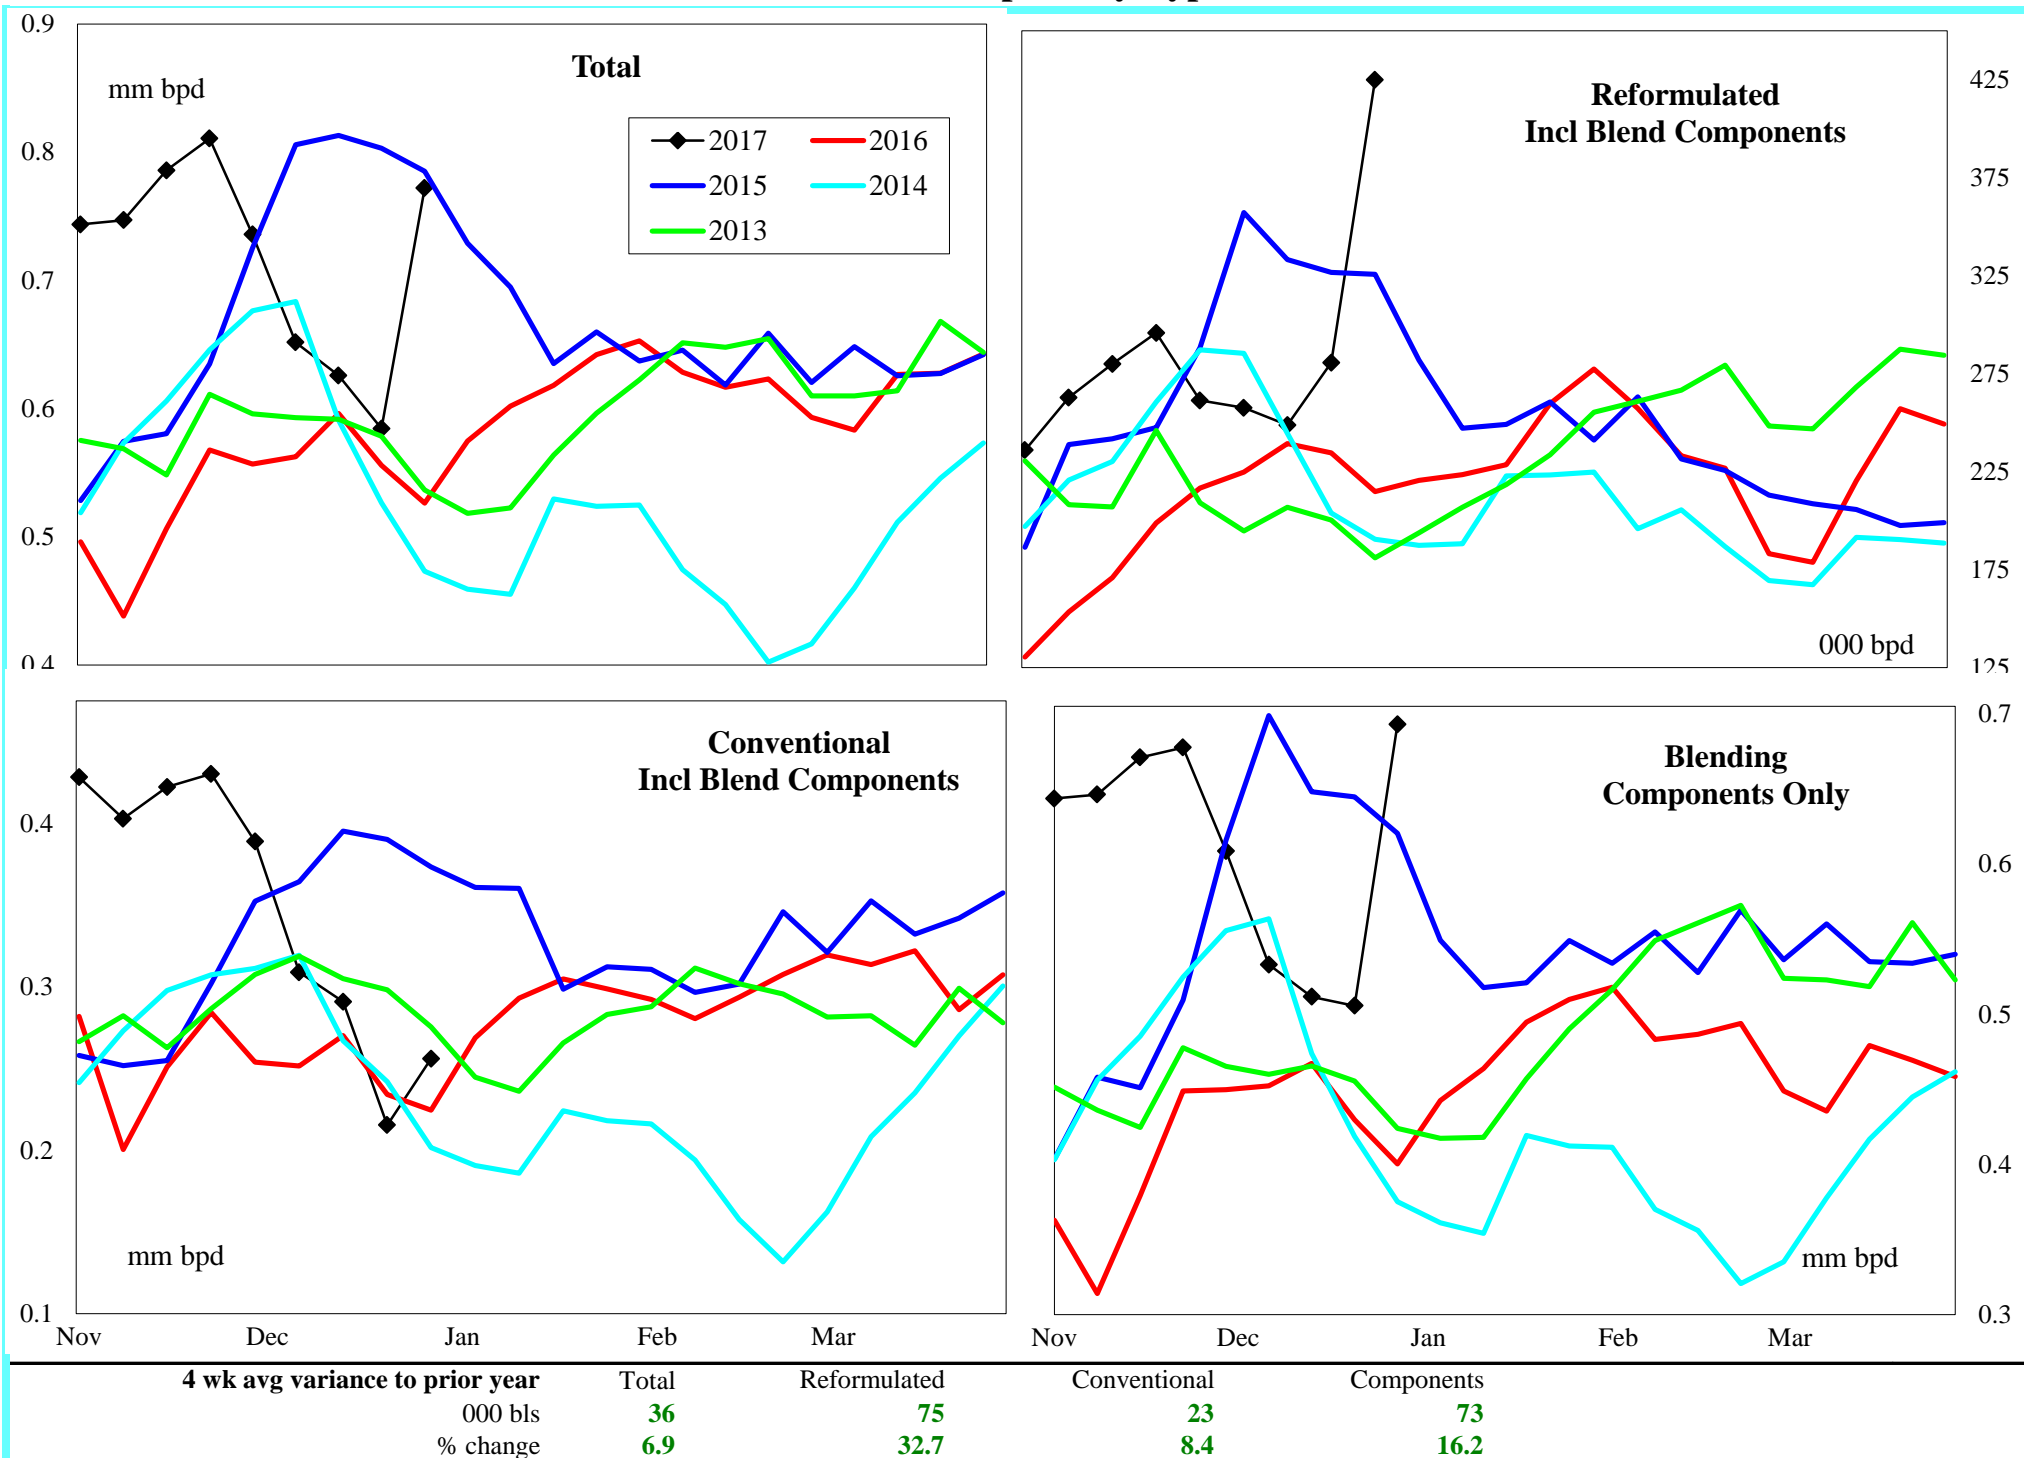 Total
mm bpd
2017
2016
2015
2014
2013
0.9
0.8
0.7
0.6
0.5
0.4
Reformulated
Incl Blend Components
000 bpd
425
375
325
275
225
175
125
Conventional
Incl Blend Components
mm bpd
0.4
0.3
0.2
0.1
Nov Dec Jan Feb Mar
Blending
Components Only
mm bpd
0.7
0.6
0.5
0.4
0.3
Nov Dec Jan Feb Mar
4 wk avg variance to prior year Total Reformulated Conventional Components
000 bls 36 75 23 73
% change 6.9 32.7 8.4 16.2